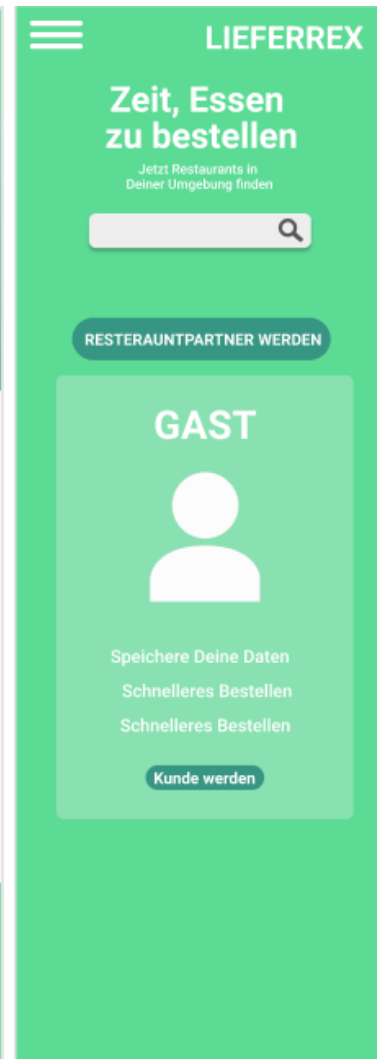 LIEFERREX
Zeit, Essen
zu bestellen
Jetzt Restaurants in
Deiner Umgebung finden
RESTERAUNTPARTNER WERDEN
GAST
Speichere Deine Daten
Schnelleres Bestellen
Schnelleres Bestellen
Kunde werden